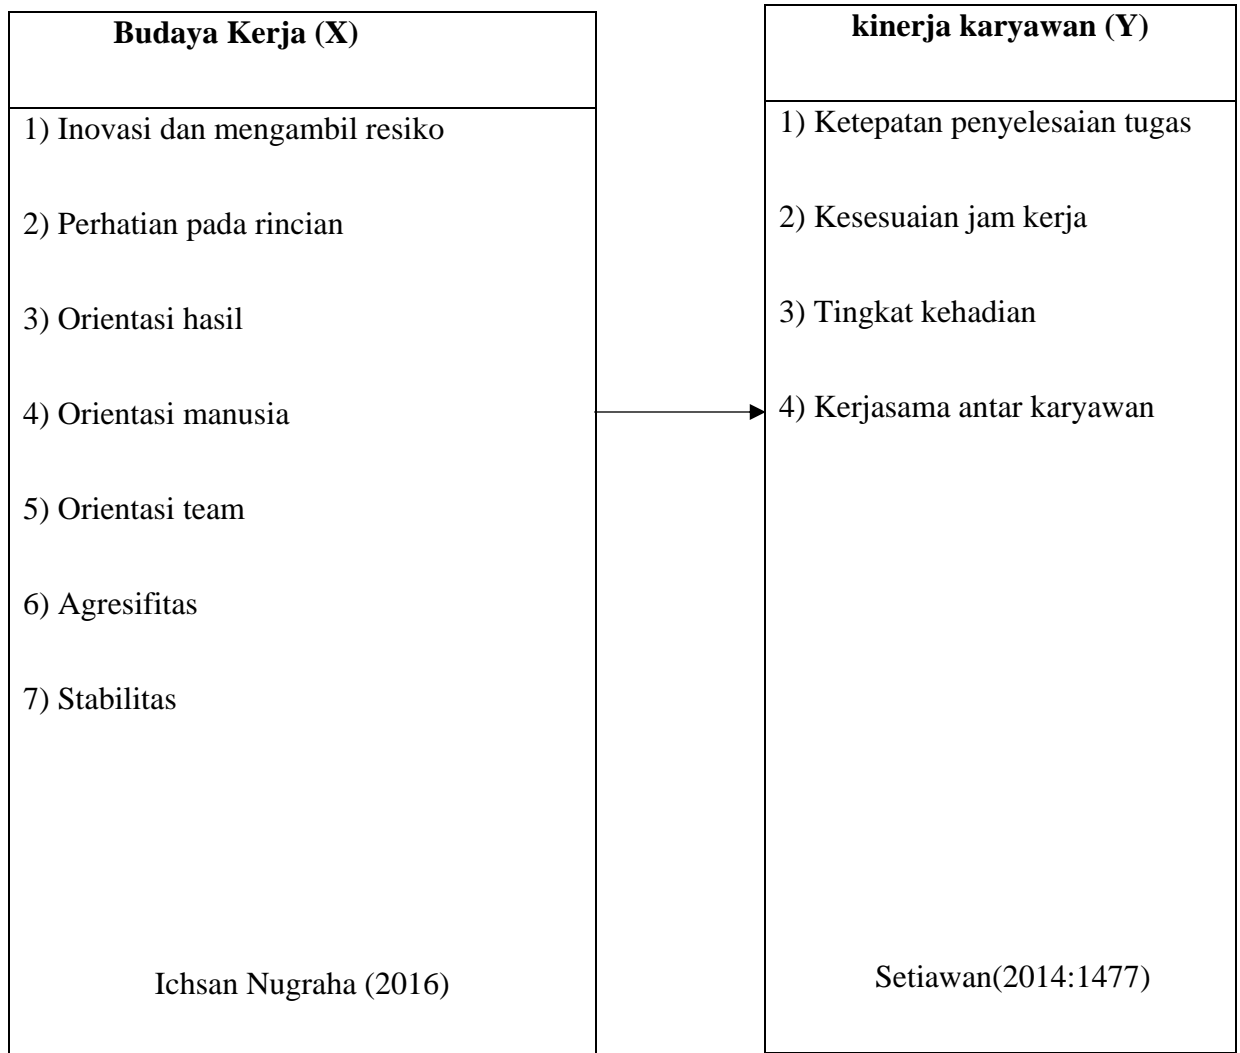 Budaya Kerja (X)
1) Inovasi dan mengambil resiko
2) Perhatian pada rincian
3) Orientasi hasil
4) Orientasi manusia
5) Orientasi team
6) Agresifitas
7) Stabilitas
Ichsan Nugraha (2016)
kinerja karyawan (Y)
1) Ketepatan penyelesaian tugas
2) Kesesuaian jam kerja
3) Tingkat kehadian
4) Kerjasama antar karyawan
Setiawan(2014:1477)